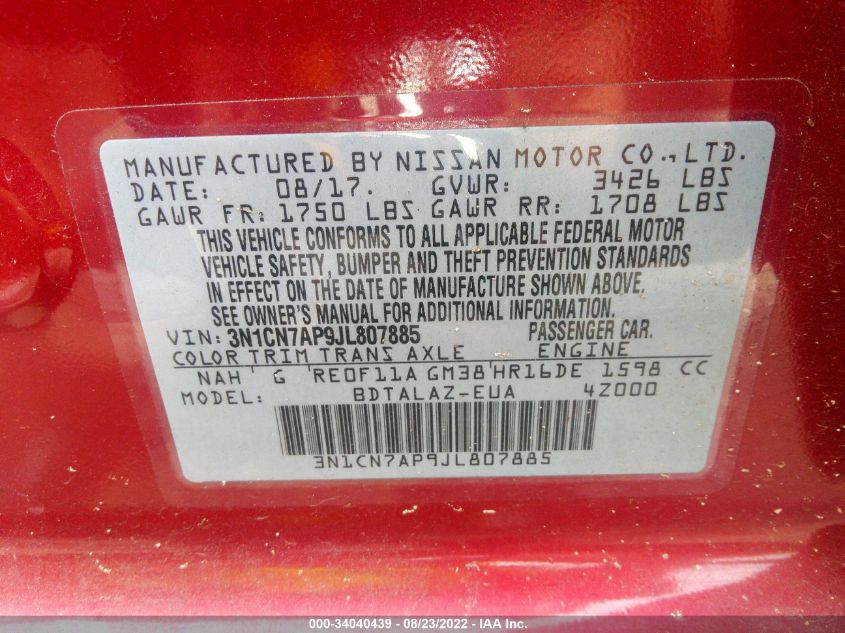 MANUFACTURED BY NISSAN MOTOR CO., LTD.
DATE: 08/17. GVWR: 3426 LBS
GAWR FR: 1750 LBS GAWR RR: 1708 LBS
THIS VEHICLE CONFORMS TO ALL APPLICABLE FEDERAL MOTOR
VEHICLE SAFETY, BUMPER AND THEFT PREVENTION STANDARDS
IN EFFECT ON THE DATE OF MANUFACTURE SHOWN ABOVE.
SEE OWNER'S MANUAL FOR ADDITIONAL INFORMATION.
VIN: 3N1CN7AP9JL807885 PASSENGER CAR.
COLOR TRIM TRANS AXLE ENGINE
NAH G RE0F11A GM38 HR16DE 1598 CC
MODEL: BDTALAZ-EUA 4Z000
3N1CN7AP9JL807885
000-34040439 - 08/23/2022 - IAA Inc.